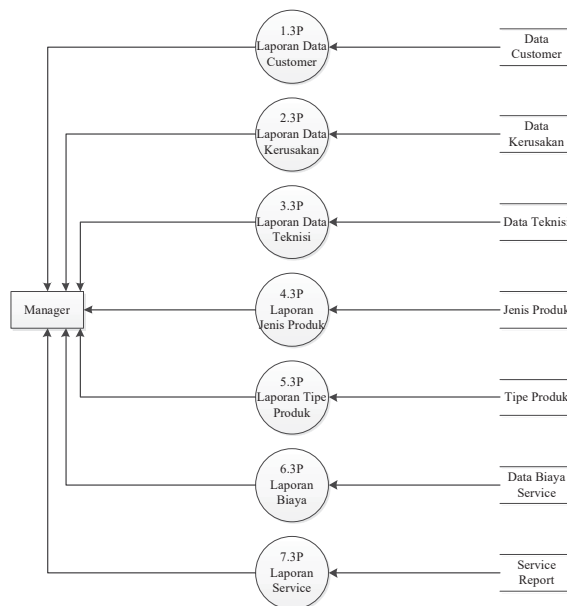 1.3P
Laporan Data
Customer
Data
Customer
2.3P
Laporan Data
Kerusakan
Data
Kerusakan
3.3P
Laporan Data
Teknisi
Data Teknisi
Manager
4.3P
Laporan
Jenis Produk
Jenis Produk
5.3P
Laporan Tipe
Produk
Tipe Produk
6.3P
Laporan
Biaya
Data Biaya
Service
7.3P
Laporan
Service
Service
Report